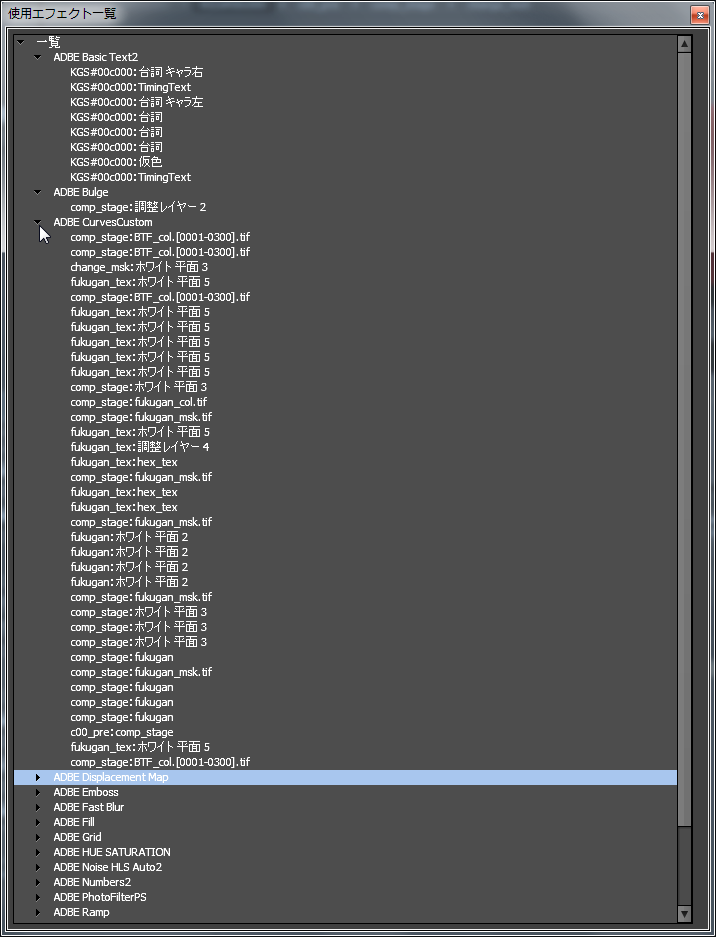 使用エフェクト一覧
一覧
ADBE Basic Text2
KGS#00c000:台詞 キャラ右
KGS#00c000:TimingText
KGS#00c000:台詞 キャラ左
KGS#00c000:台詞
KGS#00c000:台詞
KGS#00c000:台詞
KGS#00c000:仮色
KGS#00c000:TimingText
ADBE Bulge
comp_stage:調整レイヤー 2
ADBE CurvesCustom
comp_stage:BTF_col.[0001-0300].tif
comp_stage:BTF_col.[0001-0300].tif
change_msk:ホワイト 平面 3
fukugan_tex:ホワイト 平面 5
comp_stage:BTF_col.[0001-0300].tif
fukugan_tex:ホワイト 平面 5
fukugan_tex:ホワイト 平面 5
fukugan_tex:ホワイト 平面 5
fukugan_tex:ホワイト 平面 5
fukugan_tex:ホワイト 平面 5
comp_stage:ホワイト 平面 3
comp_stage:fukugan_col.tif
comp_stage:fukugan_msk.tif
fukugan_tex:ホワイト 平面 5
fukugan_tex:調整レイヤー 4
fukugan_tex:hex_tex
comp_stage:fukugan_msk.tif
fukugan_tex:hex_tex
fukugan_tex:hex_tex
comp_stage:fukugan_msk.tif
fukugan:ホワイト 平面 2
fukugan:ホワイト 平面 2
fukugan:ホワイト 平面 2
fukugan:ホワイト 平面 2
comp_stage:fukugan_msk.tif
comp_stage:ホワイト 平面 3
comp_stage:ホワイト 平面 3
comp_stage:ホワイト 平面 3
comp_stage:fukugan
comp_stage:fukugan_msk.tif
comp_stage:fukugan
comp_stage:fukugan
comp_stage:fukugan
c00_pre:comp_stage
fukugan_tex:ホワイト 平面 5
comp_stage:BTF_col.[0001-0300].tif
ADBE Displacement Map
ADBE Emboss
ADBE Fast Blur
ADBE Fill
ADBE Grid
ADBE HUE SATURATION
ADBE Noise HLS Auto2
ADBE Numbers2
ADBE PhotoFilterPS
ADBE Ramp